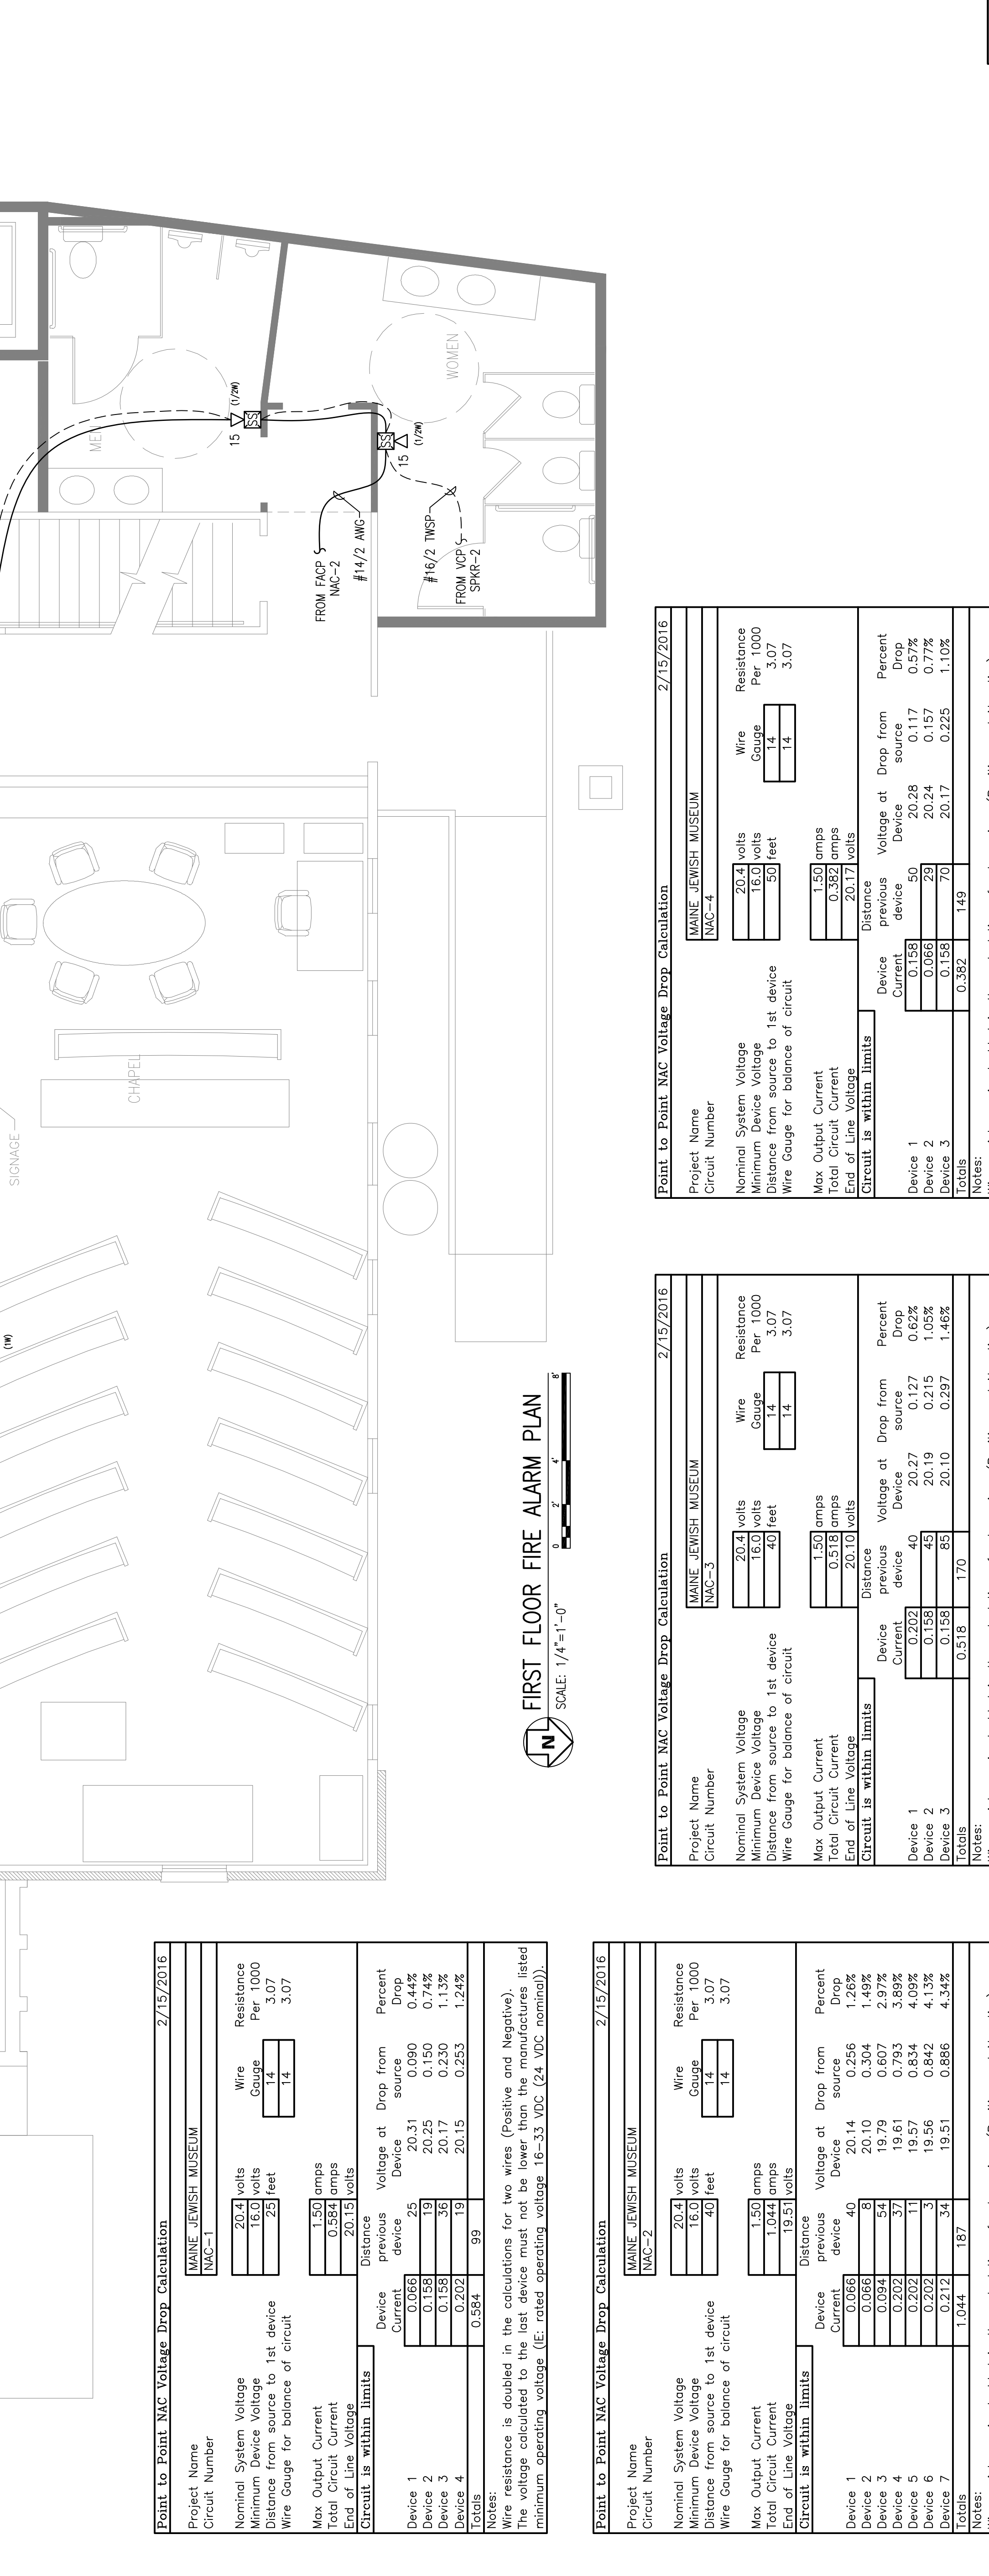 MEN
15
(1/2W)
SS
WOMEN
SS
15
(1/2W)
FROM FACP
NAC-2
#14/2 AWG
#16/2 TWSP
FROM VCP
SPKR-2
SIGNAGE
CHAPEL
(1W)
N
FIRST FLOOR FIRE ALARM PLAN
SCALE: 1/4"=1'-0"
0 2' 4' 8'
Point to Point NAC Voltage Drop Calculation 2/15/2016
Project Name MAINE JEWISH MUSEUM
Circuit Number NAC-1
Wire Resistance
Gauge Per 1000
Nominal System Voltage 20.4 volts
Minimum Device Voltage 16.0 volts
Distance from source to 1st device 25 feet 14 3.07
Wire Gauge for balance of circuit 14 3.07
Max Output Current 1.50 amps
Total Circuit Current 0.584 amps
End of Line Voltage 20.15 volts
Circuit is within limits
Distance
Device previous Voltage at Drop from Percent
Current device Device source Drop
Device 1 0.066 25 20.31 0.090 0.44%
Device 2 0.158 19 20.25 0.150 0.74%
Device 3 0.158 36 20.17 0.230 1.13%
Device 4 0.202 19 20.15 0.253 1.24%
Totals 0.584 99
Notes:
Wire resistance is doubled in the calculations for two wires (Positive and Negative).
The voltage calculated to the last device must not be lower than the manufactures listed
minimum operating voltage (IE: rated operating voltage 16-33 VDC (24 VDC nominal)).
Point to Point NAC Voltage Drop Calculation 2/15/2016
Project Name MAINE JEWISH MUSEUM
Circuit Number NAC-2
Wire Resistance
Gauge Per 1000
Nominal System Voltage 20.4 volts
Minimum Device Voltage 16.0 volts
Distance from source to 1st device 40 feet 14 3.07
Wire Gauge for balance of circuit 14 3.07
Max Output Current 1.50 amps
Total Circuit Current 1.044 amps
End of Line Voltage 19.51 volts
Circuit is within limits
Distance
Device previous Voltage at Drop from Percent
Current device Device source Drop
Device 1 0.066 40 20.14 0.256 1.26%
Device 2 0.066 8 20.10 0.304 1.49%
Device 3 0.094 54 19.79 0.607 2.97%
Device 4 0.202 37 19.61 0.793 3.89%
Device 5 0.202 11 19.57 0.834 4.09%
Device 6 0.202 3 19.56 0.842 4.13%
Device 7 0.212 34 19.51 0.886 4.34%
Totals 1.044 187
Notes:
Point to Point NAC Voltage Drop Calculation 2/15/2016
Project Name MAINE JEWISH MUSEUM
Circuit Number NAC-3
Wire Resistance
Gauge Per 1000
Nominal System Voltage 20.4 volts
Minimum Device Voltage 16.0 volts
Distance from source to 1st device 40 feet 14 3.07
Wire Gauge for balance of circuit 14 3.07
Max Output Current 1.50 amps
Total Circuit Current 0.518 amps
End of Line Voltage 20.10 volts
Circuit is within limits
Distance
Device previous Voltage at Drop from Percent
Current device Device source Drop
Device 1 0.202 40 20.27 0.127 0.62%
Device 2 0.158 45 20.19 0.215 1.05%
Device 3 0.158 85 20.10 0.297 1.46%
Totals 0.518 170
Notes:
Point to Point NAC Voltage Drop Calculation 2/15/2016
Project Name MAINE JEWISH MUSEUM
Circuit Number NAC-4
Wire Resistance
Gauge Per 1000
Nominal System Voltage 20.4 volts
Minimum Device Voltage 16.0 volts
Distance from source to 1st device 50 feet 14 3.07
Wire Gauge for balance of circuit 14 3.07
Max Output Current 1.50 amps
Total Circuit Current 0.382 amps
End of Line Voltage 20.17 volts
Circuit is within limits
Distance
Device previous Voltage at Drop from Percent
Current device Device source Drop
Device 1 0.158 50 20.28 0.117 0.57%
Device 2 0.066 29 20.24 0.157 0.77%
Device 3 0.158 70 20.17 0.225 1.10%
Totals 0.382 149
Notes: